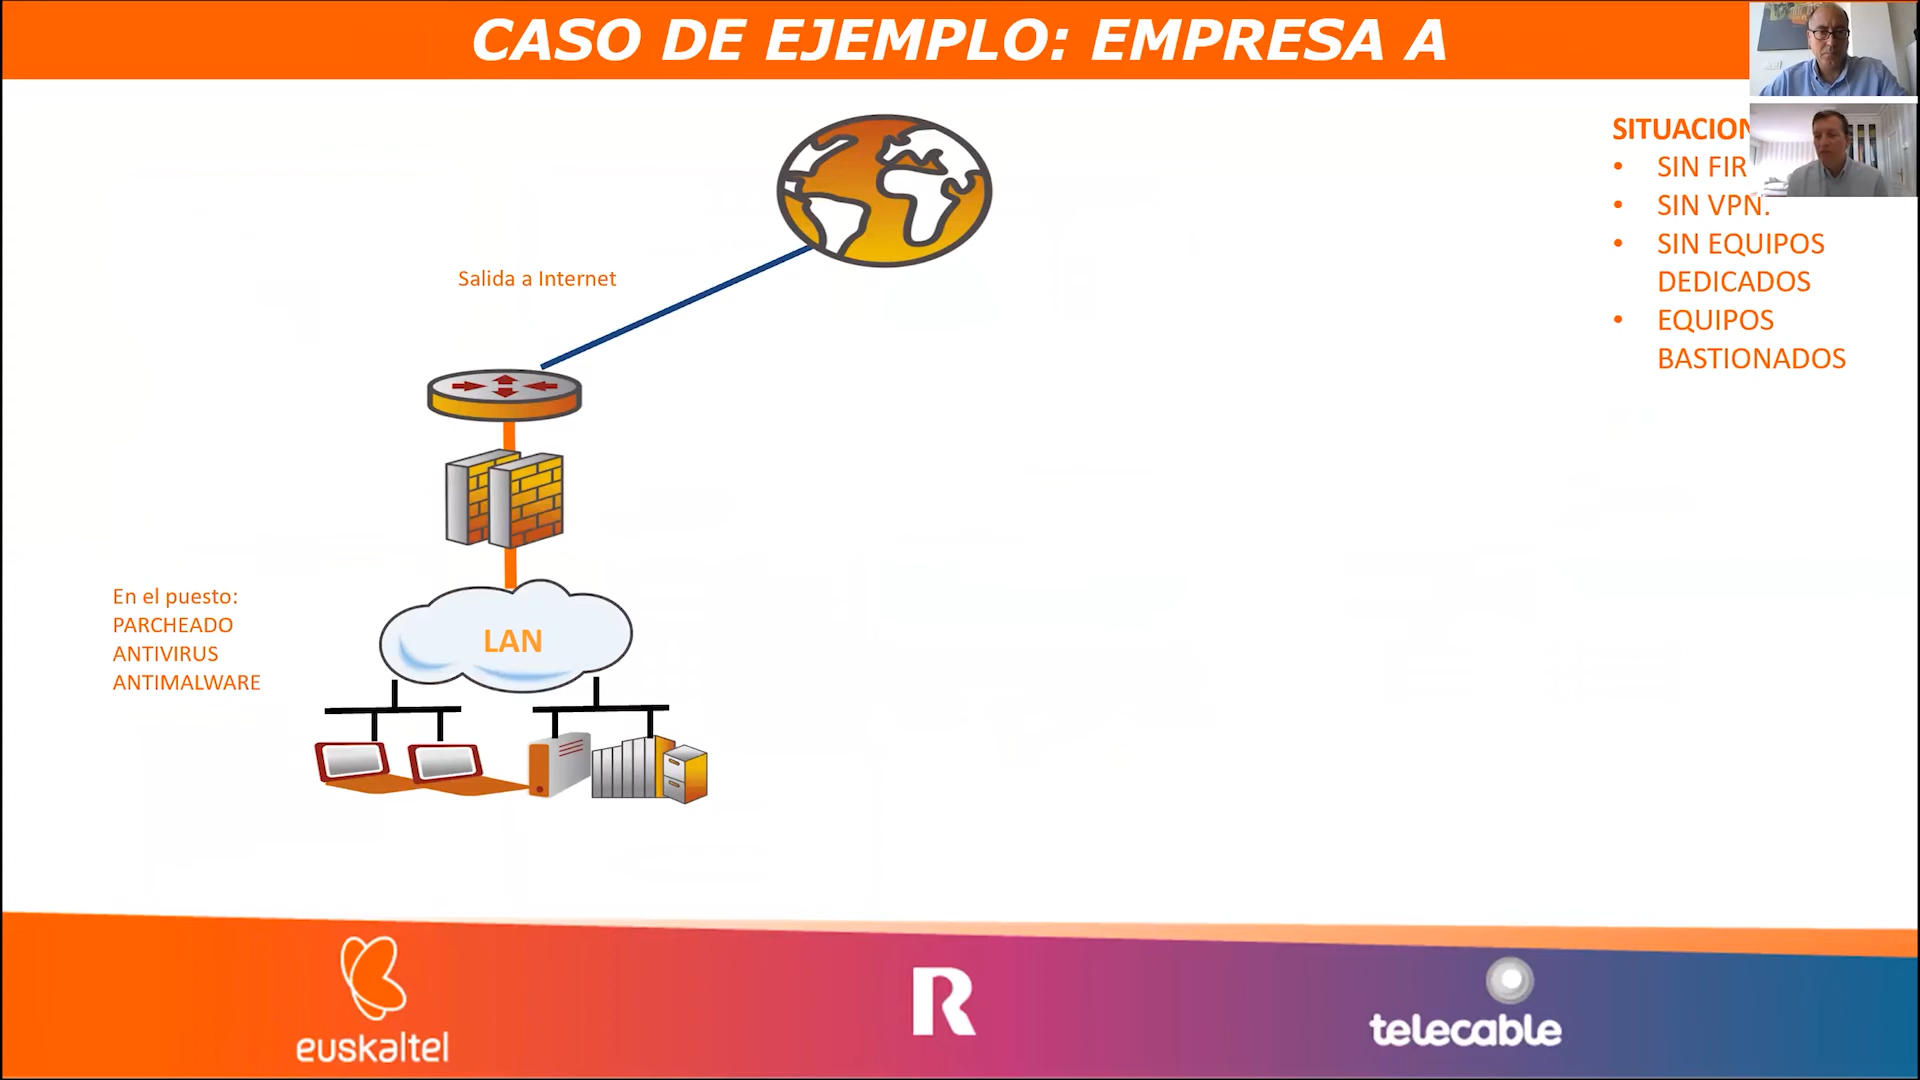 CASO DE EJEMPLO: EMPRESA A
SITUACION
• SIN FIR
• SIN VPN.
• SIN EQUIPOS
DEDICADOS
• EQUIPOS
BASTIONADOS
Salida a Internet
En el puesto:
PARCHEADO
ANTIVIRUS
ANTIMALWARE
LAN
euskaltel
R
telecable